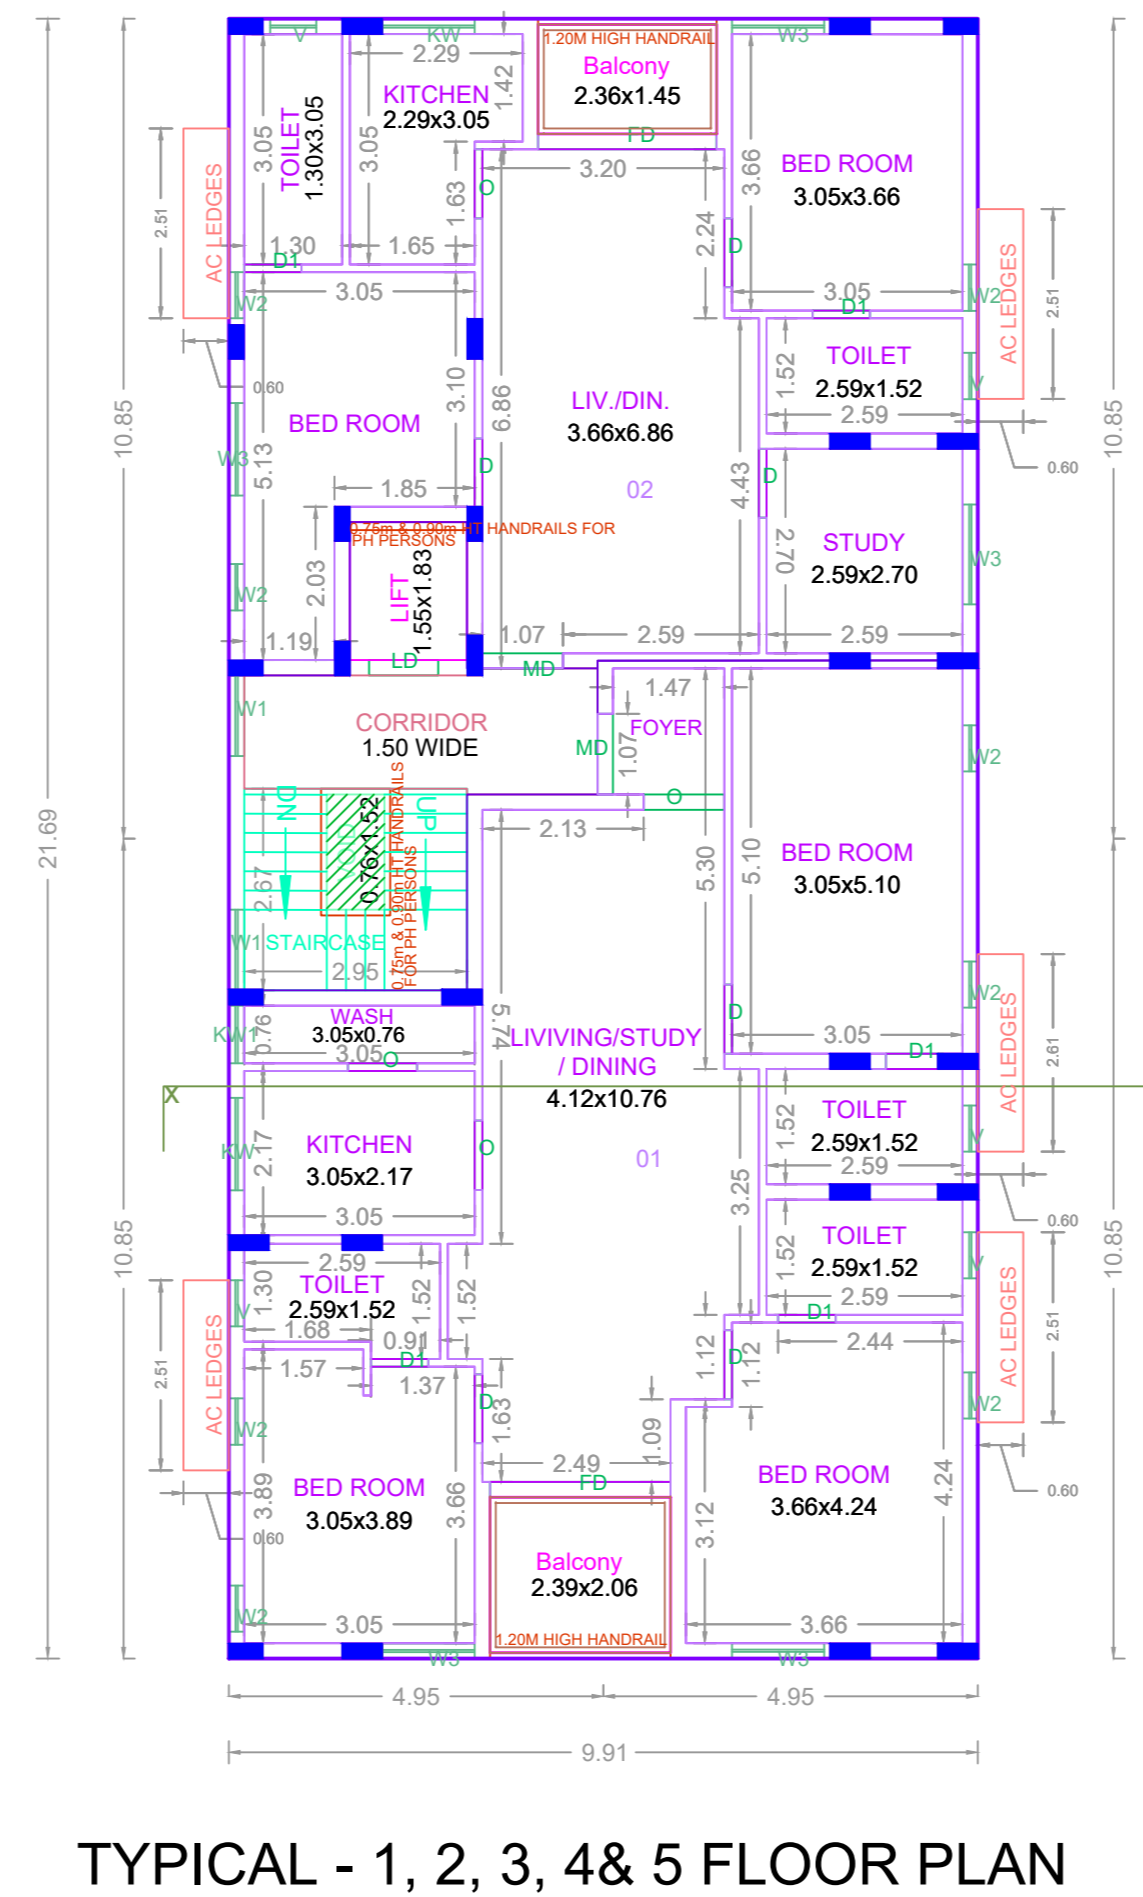 V
KW
1.20M HIGH HANDRAIL
W3
2.29
Balcony
2.36x1.45
KITCHEN
2.29x3.05
1.42
TOILET
1.30x3.05
3.05
3.05
FD
3.20
3.66
BED ROOM
3.05x3.66
AC LEDGES
2.51
O
1.63
2.24
D
1.30
1.65
D1
3.05
W2
3.05
D1
W2
AC LEDGES
2.51
0.60
TOILET
2.59x1.52
1.52
2.59
V
0.60
10.85
10.85
BED ROOM
3.10
6.86
LIV./DIN.
3.66x6.86
W3
5.13
D
02
4.43
D
1.85
0.75m & 0.90m HT HANDRAILS FOR
PH PERSONS
STUDY
2.59x2.70
2.70
W3
LIFT
1.55x1.83
2.03
W2
1.19
1.07
2.59
2.59
LD
MD
1.47
W1
CORRIDOR
1.50 WIDE
FOYER
MD
1.07
W2
DN
UP
0.76x1.52
0.75m & 0.90m HT HANDRAILS
FOR PH PERSONS
O
2.13
21.69
2.67
5.30
5.10
BED ROOM
3.05x5.10
W1
STAIRCASE
2.95
W2
AC LEDGES
2.61
WASH
3.05x0.76
KW1
0.76
3.05
O
5.74
LIVIVING/STUDY
/ DINING
4.12x10.76
D
3.05
D1
X
TOILET
2.59x1.52
1.52
2.59
V
KW
2.17
KITCHEN
3.05x2.17
O
01
3.05
3.25
0.60
TOILET
2.59x1.52
1.52
2.59
V
10.85
10.85
2.59
TOILET
2.59x1.52
1.30
1.52
1.52
V
1.68
0.91
D1
1.57
1.37
AC LEDGES
2.51
D1
2.44
1.12
D
1.12
AC LEDGES
2.51
W2
W2
D
1.63
1.09
2.49
FD
BED ROOM
3.05x3.89
3.89
3.66
BED ROOM
3.66x4.24
3.12
4.24
0.60
0.60
Balcony
2.39x2.06
W2
3.05
1.20M HIGH HANDRAIL
3.66
W3
W3
4.95
4.95
9.91
TYPICAL - 1, 2, 3, 4& 5 FLOOR PLAN